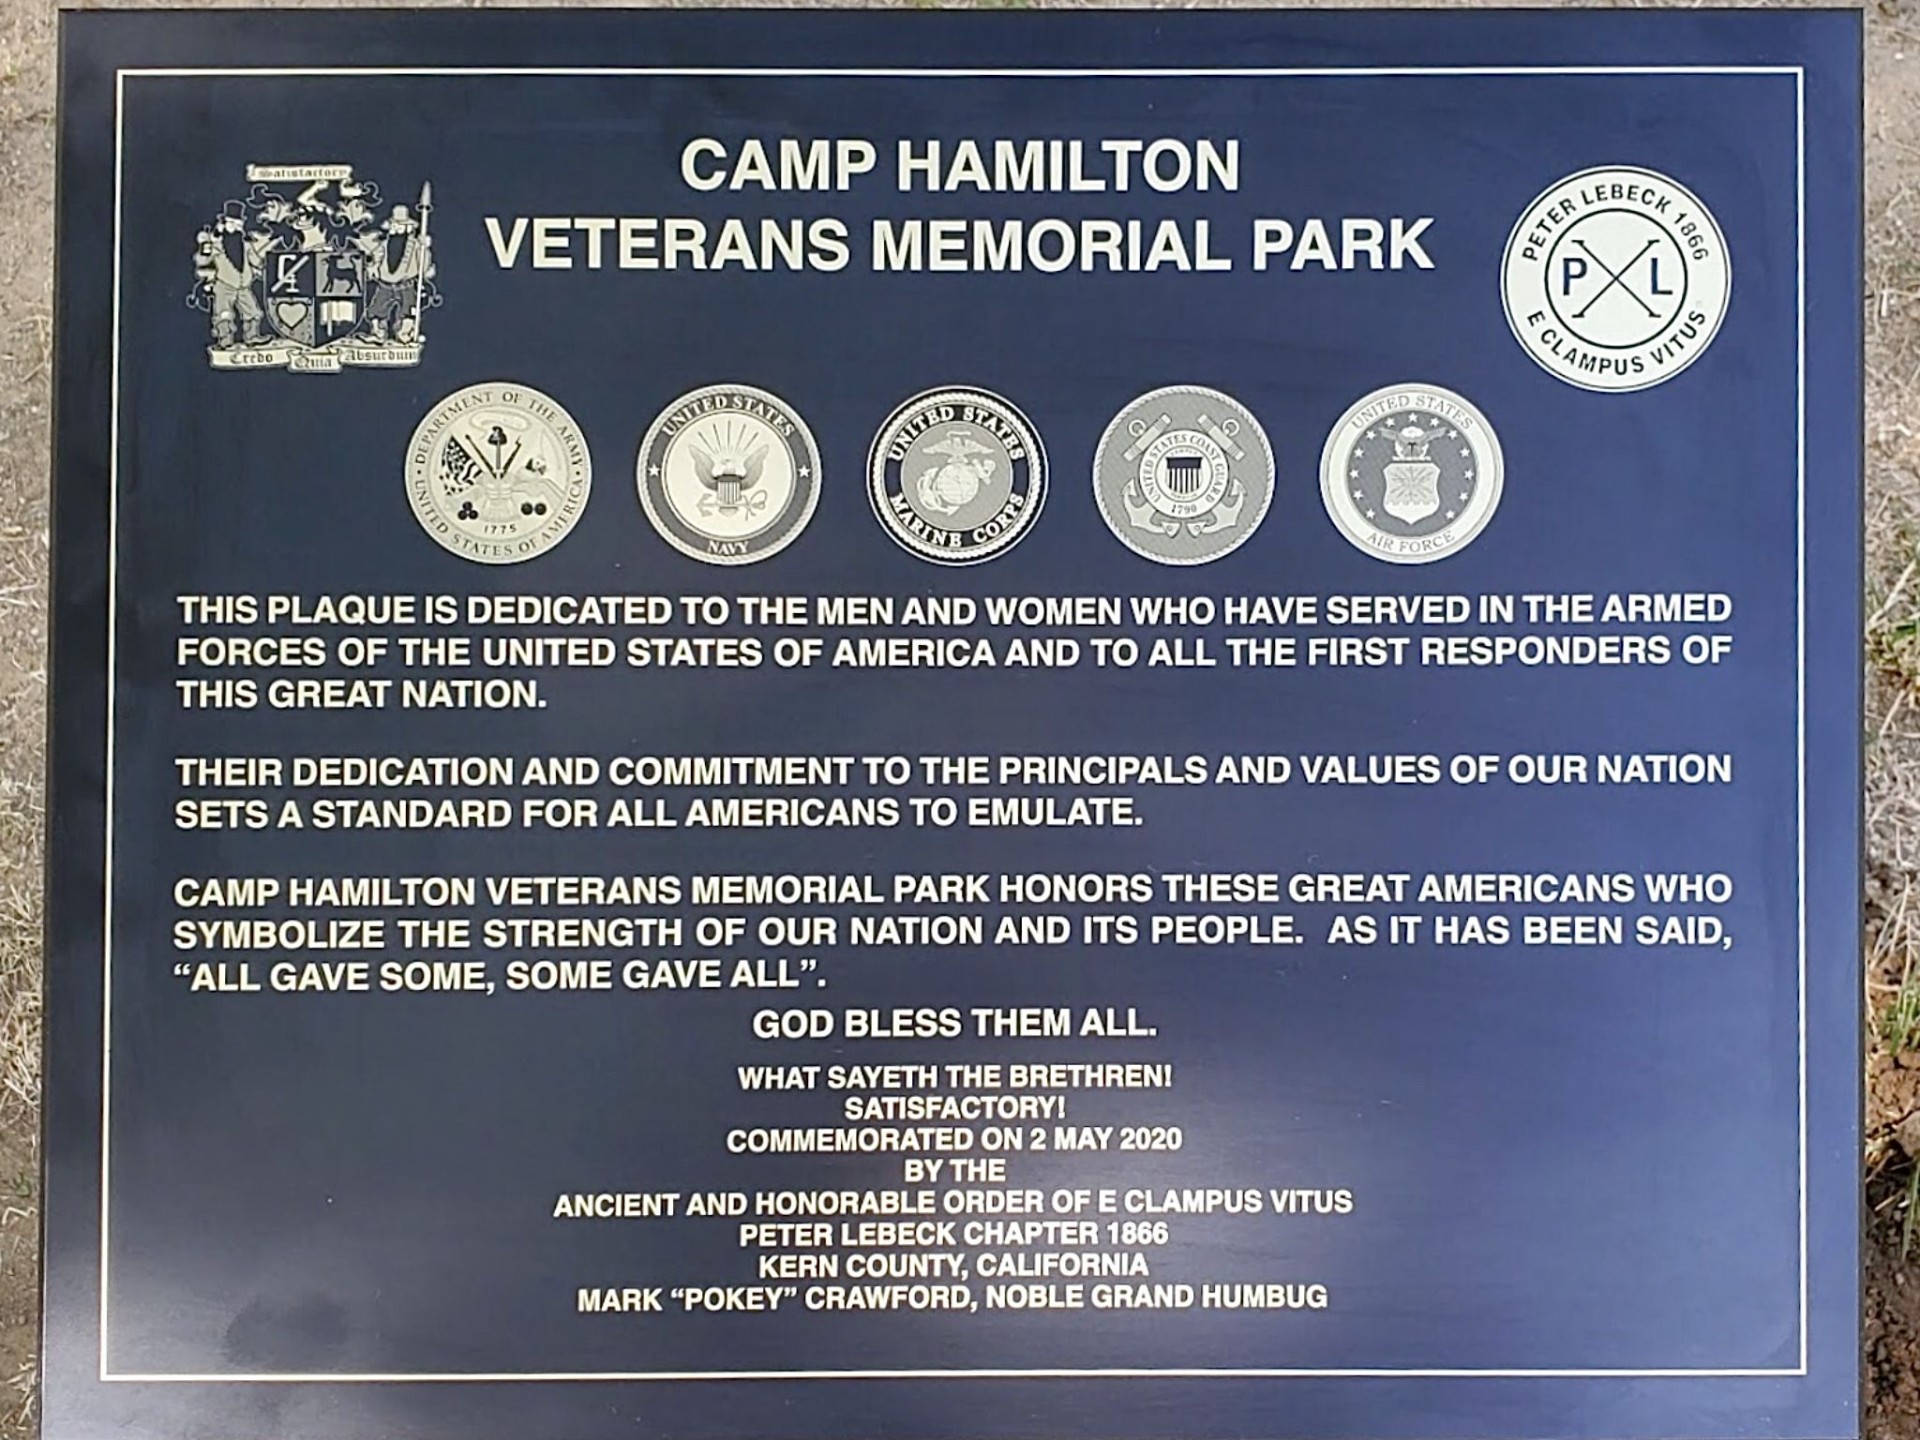 CAMP HAMILTON
VETERANS MEMORIAL PARK
Satisfactory
Credo Quia Absurdum
PETER LEBECK 1866
P L
E CLAMPUS VITUS
DEPARTMENT OF THE ARMY
UNITED STATES OF AMERICA
1775
UNITED STATES
NAVY
UNITED STATES
MARINE CORPS
UNITED STATES COAST GUARD
1790
UNITED STATES
AIR FORCE
THIS PLAQUE IS DEDICATED TO THE MEN AND WOMEN WHO HAVE SERVED IN THE ARMED
FORCES OF THE UNITED STATES OF AMERICA AND TO ALL THE FIRST RESPONDERS OF
THIS GREAT NATION.
THEIR DEDICATION AND COMMITMENT TO THE PRINCIPALS AND VALUES OF OUR NATION
SETS A STANDARD FOR ALL AMERICANS TO EMULATE.
CAMP HAMILTON VETERANS MEMORIAL PARK HONORS THESE GREAT AMERICANS WHO
SYMBOLIZE THE STRENGTH OF OUR NATION AND ITS PEOPLE. AS IT HAS BEEN SAID,
“ALL GAVE SOME, SOME GAVE ALL”.
GOD BLESS THEM ALL.
WHAT SAYETH THE BRETHREN!
SATISFACTORY!
COMMEMORATED ON 2 MAY 2020
BY THE
ANCIENT AND HONORABLE ORDER OF E CLAMPUS VITUS
PETER LEBECK CHAPTER 1866
KERN COUNTY, CALIFORNIA
MARK “POKEY” CRAWFORD, NOBLE GRAND HUMBUG